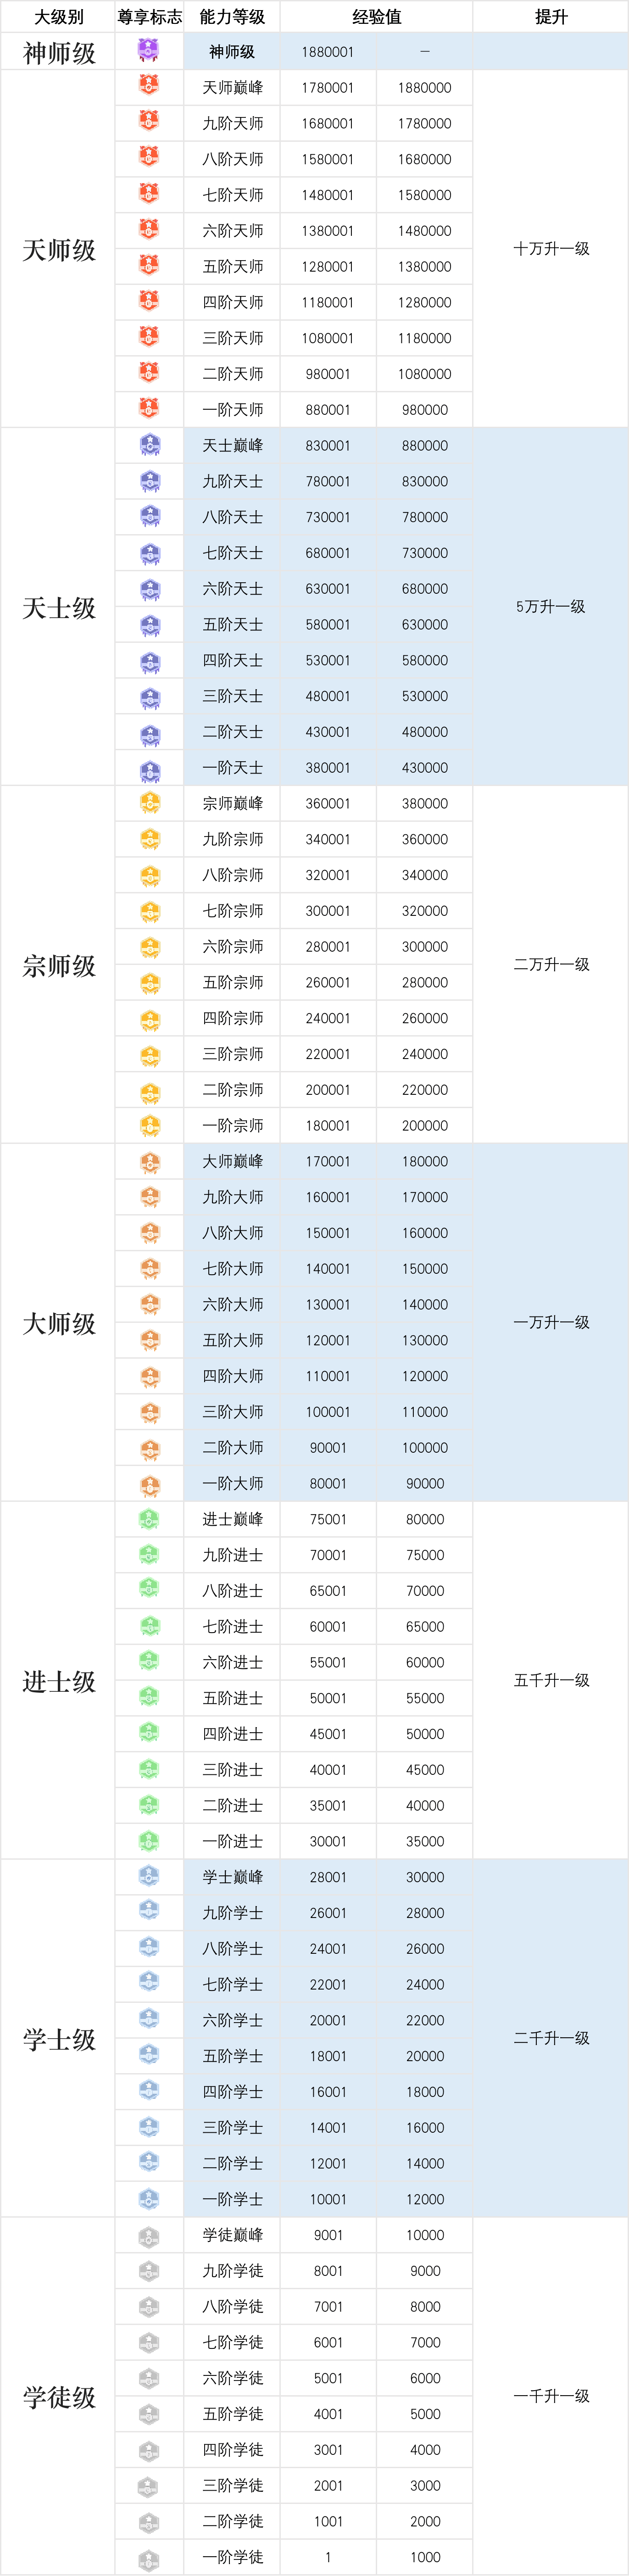 大级别 尊享标志 能力等级 经验值 提升
神师级 神师级 1880001 —
天师级 天师巅峰 1780001 1880000 十万升一级
九阶天师 1680001 1780000
八阶天师 1580001 1680000
七阶天师 1480001 1580000
六阶天师 1380001 1480000
五阶天师 1280001 1380000
四阶天师 1180001 1280000
三阶天师 1080001 1180000
二阶天师 980001 1080000
一阶天师 880001 980000
天士级 天士巅峰 830001 880000 5万升一级
九阶天士 780001 830000
八阶天士 730001 780000
七阶天士 680001 730000
六阶天士 630001 680000
五阶天士 580001 630000
四阶天士 530001 580000
三阶天士 480001 530000
二阶天士 430001 480000
一阶天士 380001 430000
宗师级 宗师巅峰 360001 380000 二万升一级
九阶宗师 340001 360000
八阶宗师 320001 340000
七阶宗师 300001 320000
六阶宗师 280001 300000
五阶宗师 260001 280000
四阶宗师 240001 260000
三阶宗师 220001 240000
二阶宗师 200001 220000
一阶宗师 180001 200000
大师级 大师巅峰 170001 180000 一万升一级
九阶大师 160001 170000
八阶大师 150001 160000
七阶大师 140001 150000
六阶大师 130001 140000
五阶大师 120001 130000
四阶大师 110001 120000
三阶大师 100001 110000
二阶大师 90001 100000
一阶大师 80001 90000
进士级 进士巅峰 75001 80000 五千升一级
九阶进士 70001 75000
八阶进士 65001 70000
七阶进士 60001 65000
六阶进士 55001 60000
五阶进士 50001 55000
四阶进士 45001 50000
三阶进士 40001 45000
二阶进士 35001 40000
一阶进士 30001 35000
学士级 学士巅峰 28001 30000 二千升一级
九阶学士 26001 28000
八阶学士 24001 26000
七阶学士 22001 24000
六阶学士 20001 22000
五阶学士 18001 20000
四阶学士 16001 18000
三阶学士 14001 16000
二阶学士 12001 14000
一阶学士 10001 12000
学徒级 学徒巅峰 9001 10000 一千升一级
九阶学徒 8001 9000
八阶学徒 7001 8000
七阶学徒 6001 7000
六阶学徒 5001 6000
五阶学徒 4001 5000
四阶学徒 3001 4000
三阶学徒 2001 3000
二阶学徒 1001 2000
一阶学徒 1 1000